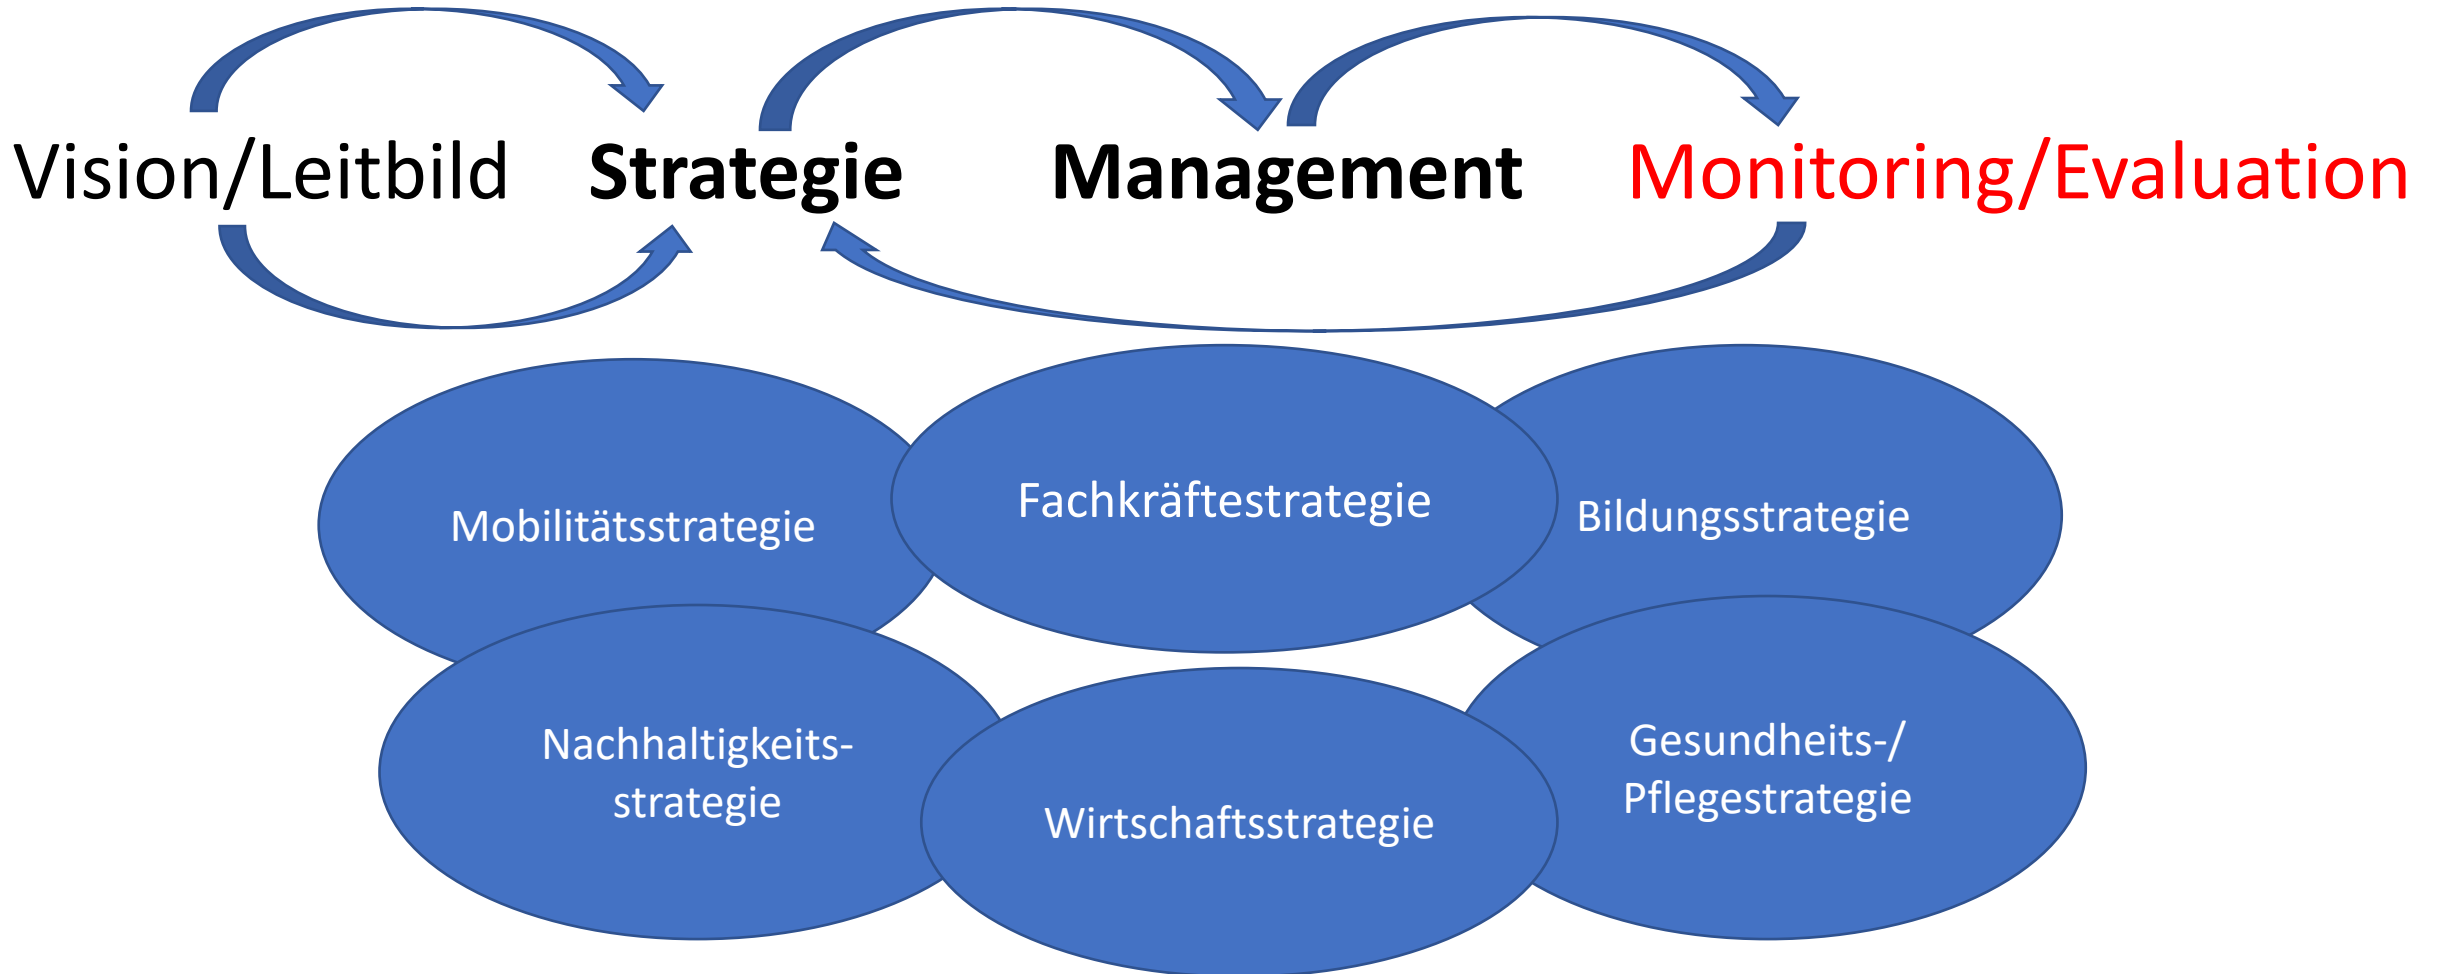 Vision/Leitbild Strategie Management Monitoring/Evaluation
Mobilitätsstrategie
Fachkräftestrategie
Bildungsstrategie
Nachhaltigkeits-
strategie
Wirtschaftsstrategie
Gesundheits-/
Pflegestrategie